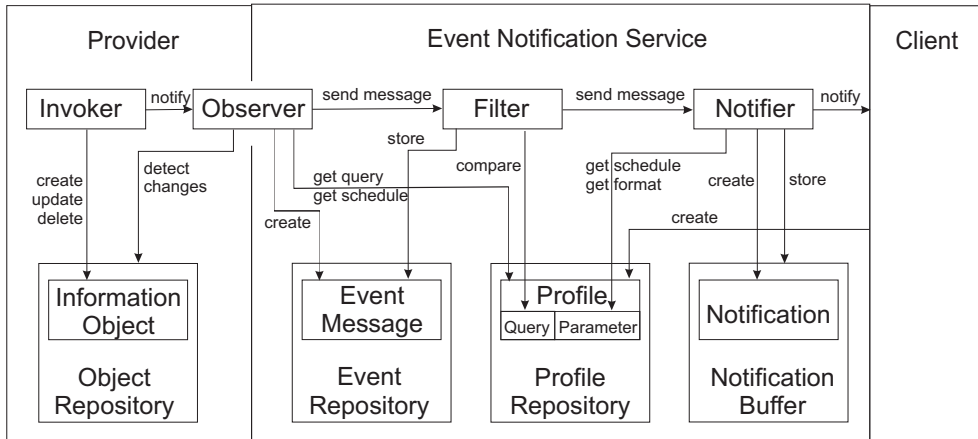 Provider
Event Notification Service
Client
Invoker
notify
Observer
send message
Filter
send message
Notifier
notify
create
update
delete
detect
changes
get query
get schedule
create
store
compare
get schedule
get format
create
store
create
Information
Object
Object
Repository
Event
Message
Event
Repository
Profile
Query
Parameter
Profile
Repository
Notification
Notification
Buffer